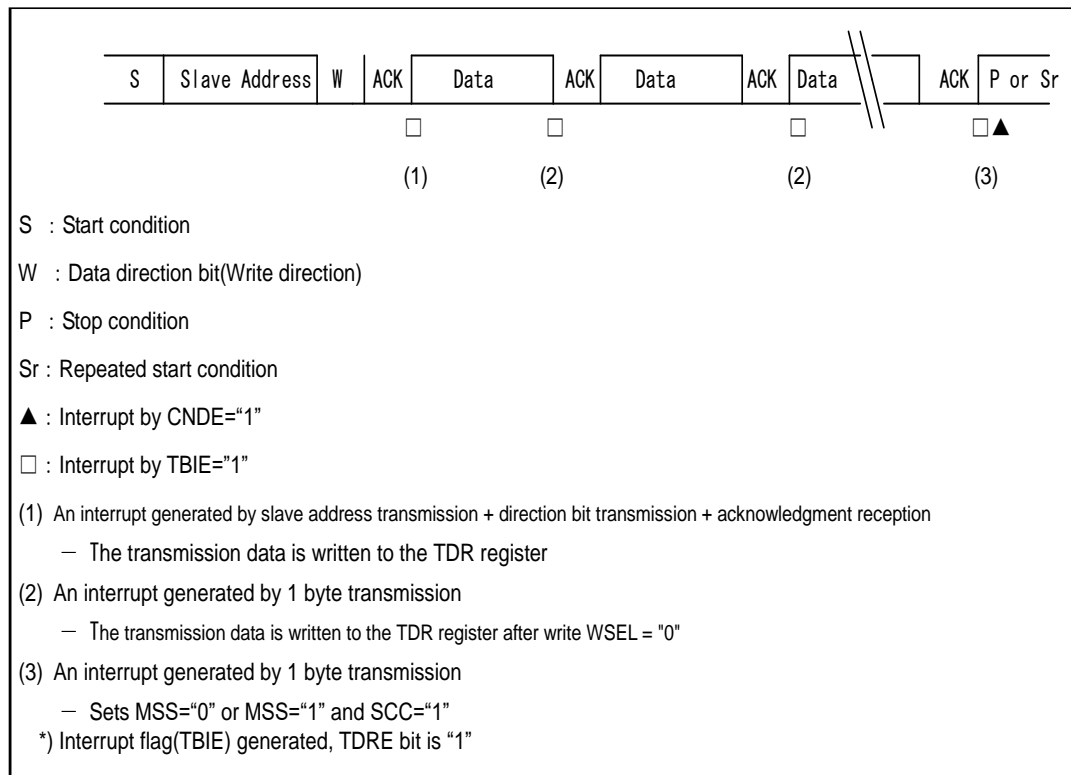 S Slave Address W ACK Data ACK Data ACK Data ACK P or Sr
□ □ □ □▲
(1) (2) (2) (3)
S : Start condition
W : Data direction bit(Write direction)
P : Stop condition
Sr : Repeated start condition
▲ : Interrupt by CNDE=“1”
□ : Interrupt by TBIE=”1”
(1) An interrupt generated by slave address transmission + direction bit transmission + acknowledgment reception
— The transmission data is written to the TDR register
(2) An interrupt generated by 1 byte transmission
— The transmission data is written to the TDR register after write WSEL = "0"
(3) An interrupt generated by 1 byte transmission
— Sets MSS=“0” or MSS=“1” and SCC=“1”
*) Interrupt flag(TBIE) generated, TDRE bit is “1”